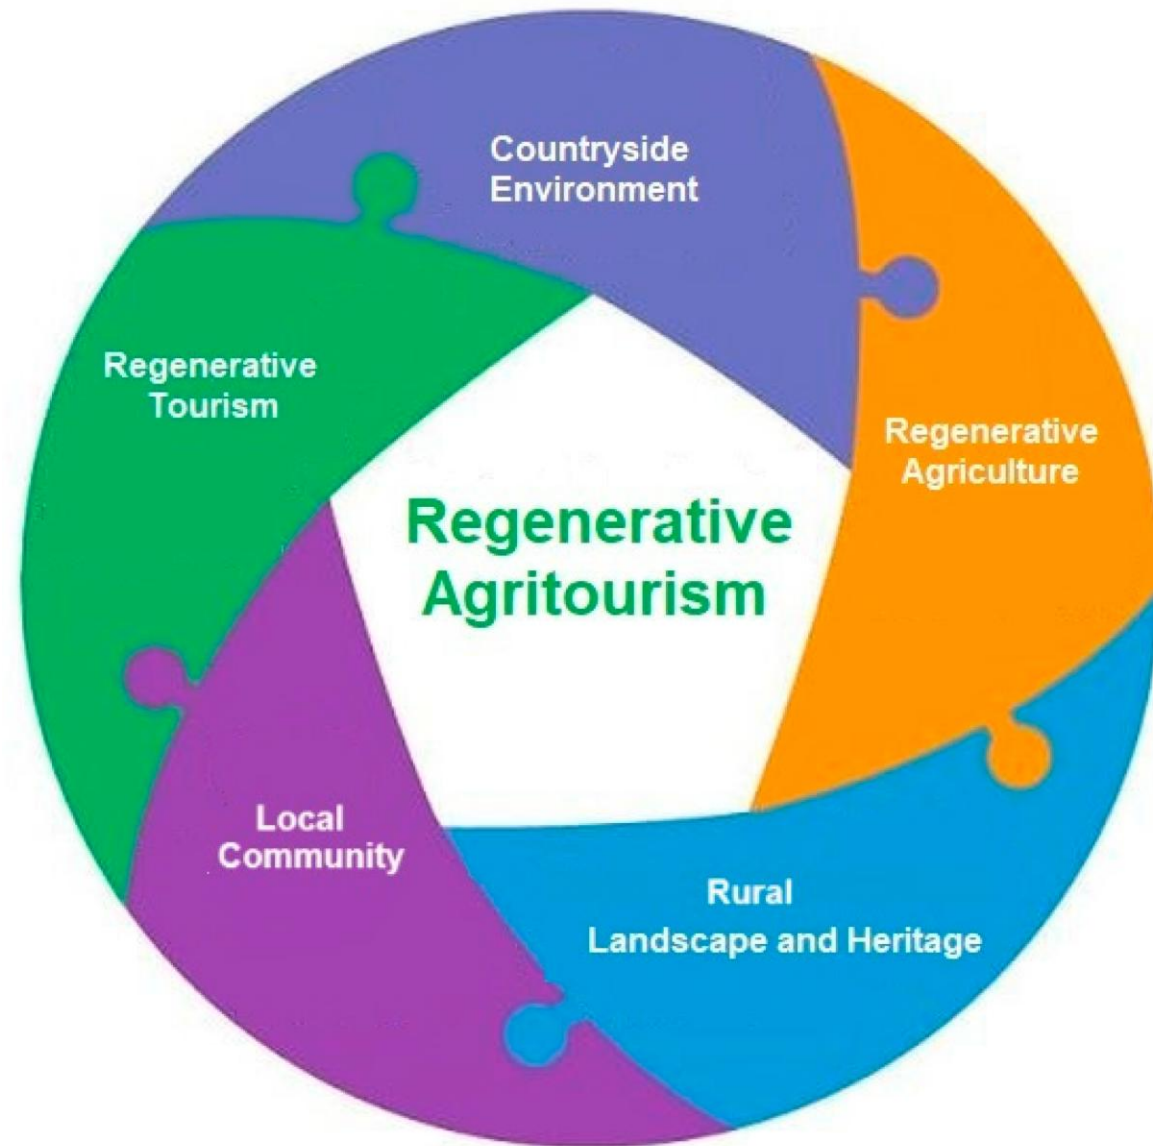 Countryside
Environment
Regenerative
Tourism
Regenerative
Agriculture
Regenerative
Agritourism
Local
Community
Rural
Landscape and Heritage